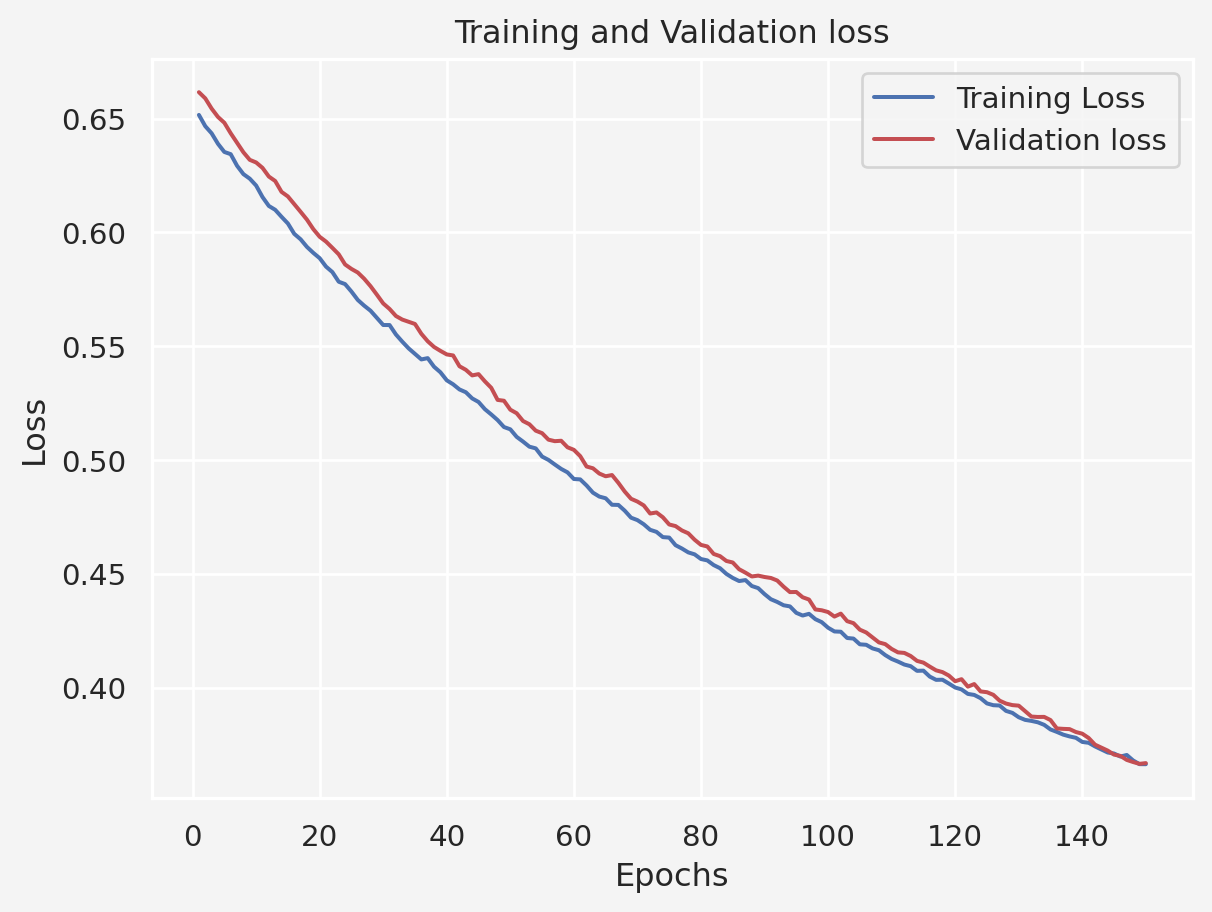 Training and Validation loss
Training Loss
Validation loss
Loss
0.65
0.60
0.55
0.50
0.45
0.40
0 20 40 60 80 100 120 140
Epochs